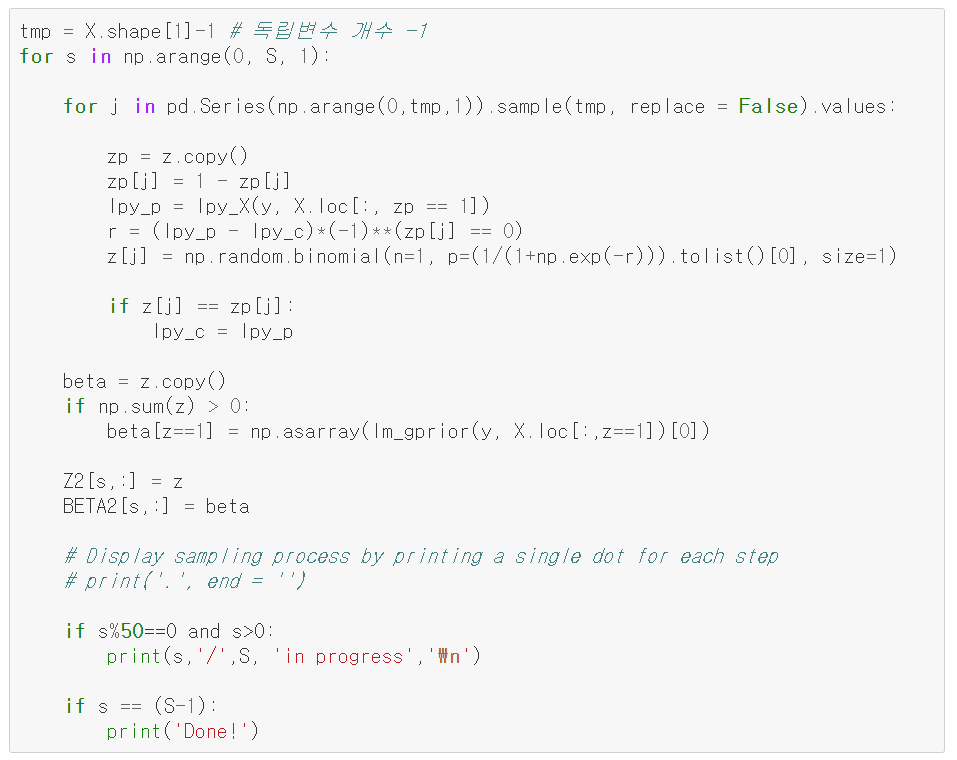 tmp = X.shape[1]-1 # 독립변수 개수 -1
for s in np.arange(0, S, 1):
for j in pd.Series(np.arange(0,tmp,1)).sample(tmp, replace = False).values:
zp = z.copy()
zp[j] = 1 - zp[j]
lpy_p = lpy_X(y, X.loc[:, zp == 1])
r = (lpy_p - lpy_c)*(-1)**(zp[j] == 0)
z[j] = np.random.binomial(n=1, p=(1/(1+np.exp(-r))).tolist()[0], size=1)
if z[j] == zp[j]:
lpy_c = lpy_p
beta = z.copy()
if np.sum(z) > 0:
beta[z==1] = np.asarray(lm_gprior(y, X.loc[:,z==1])[0])
Z2[s,:] = z
BETA2[s,:] = beta
# Display sampling process by printing a single dot for each step
# print('.', end = '')
if s%50==0 and s>0:
print(s,'/',S, 'in progress','₩n')
if s == (S-1):
print('Done!')